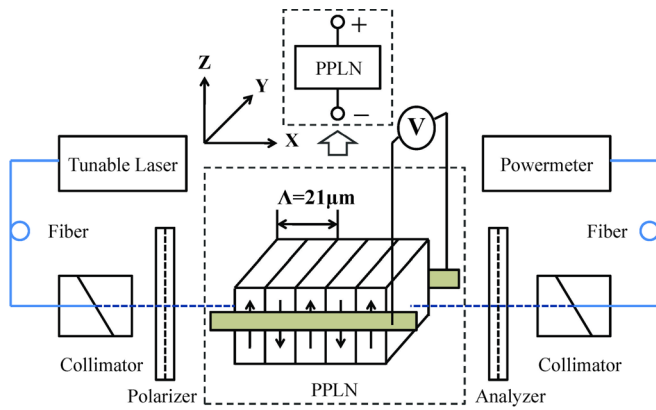 +
PPLN
−
Z
Y
X
V
Tunable Laser
Powermeter
Λ=21μm
Fiber
Fiber
Collimator
Polarizer
PPLN
Analyzer
Collimator